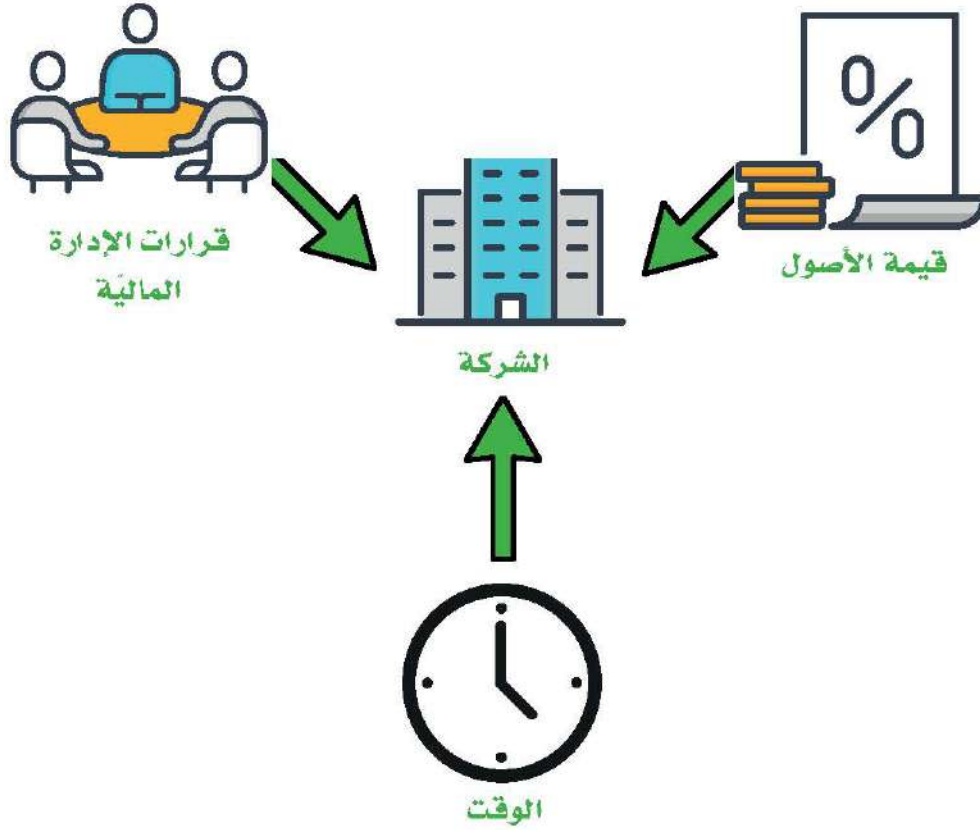 %
قرارات الإدارة
الماليّة
قيمة الأصول
الشركة
الوقت